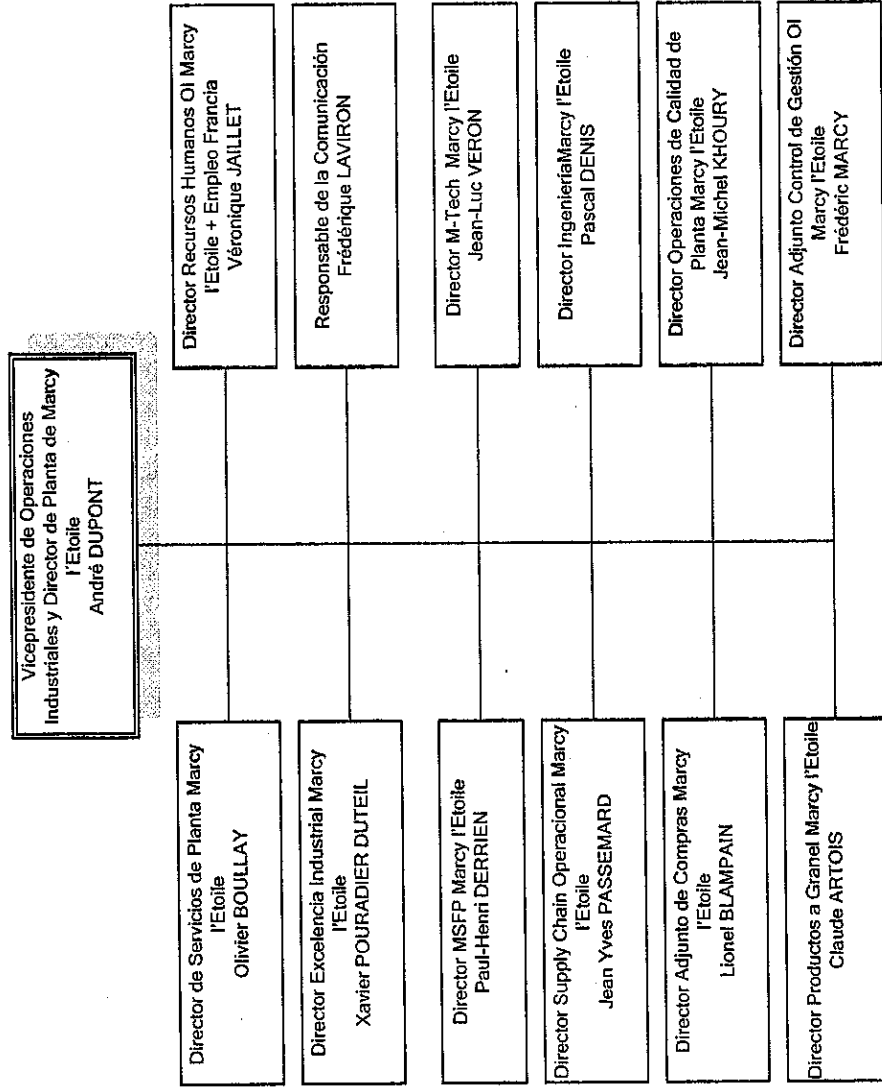 Vicepresidente de Operaciones
Industriales y Director de Planta de Marcy
l'Etoile
André DUPONT
Director de Servicios de Planta Marcy
l'Etoile
Olivier BOULLAY
Director Recursos Humanos OI Marcy
l'Etoile + Empleo Francia
Véronique JAILLET
Director Excelencia Industrial Marcy
l'Etoile
Xavier POURADIER DUTEIL
Responsable de la Comunicación
Frédérique LAVIRON
Director MSFP Marcy l'Etoile
Paul-Henri DERRIEN
Director M-Tech Marcy l'Etoile
Jean-Luc VERON
Director Supply Chain Operacional Marcy
l'Etoile
Jean Yves PASSEMARD
Director IngenieriaMarcy l'Etoile
Pascal DENIS
Director Adjunto de Compras Marcy
l'Etoile
Lionel BLAMPAIN
Director Operaciones de Calidad de
Planta Marcy l'Etoile
Jean-Michel KHOURY
Director Productos a Granel Marcy l'Etoile
Claude ARTOIS
Director Adjunto Control de Gestión OI
Marcy l'Etoile
Frédéric MARCY